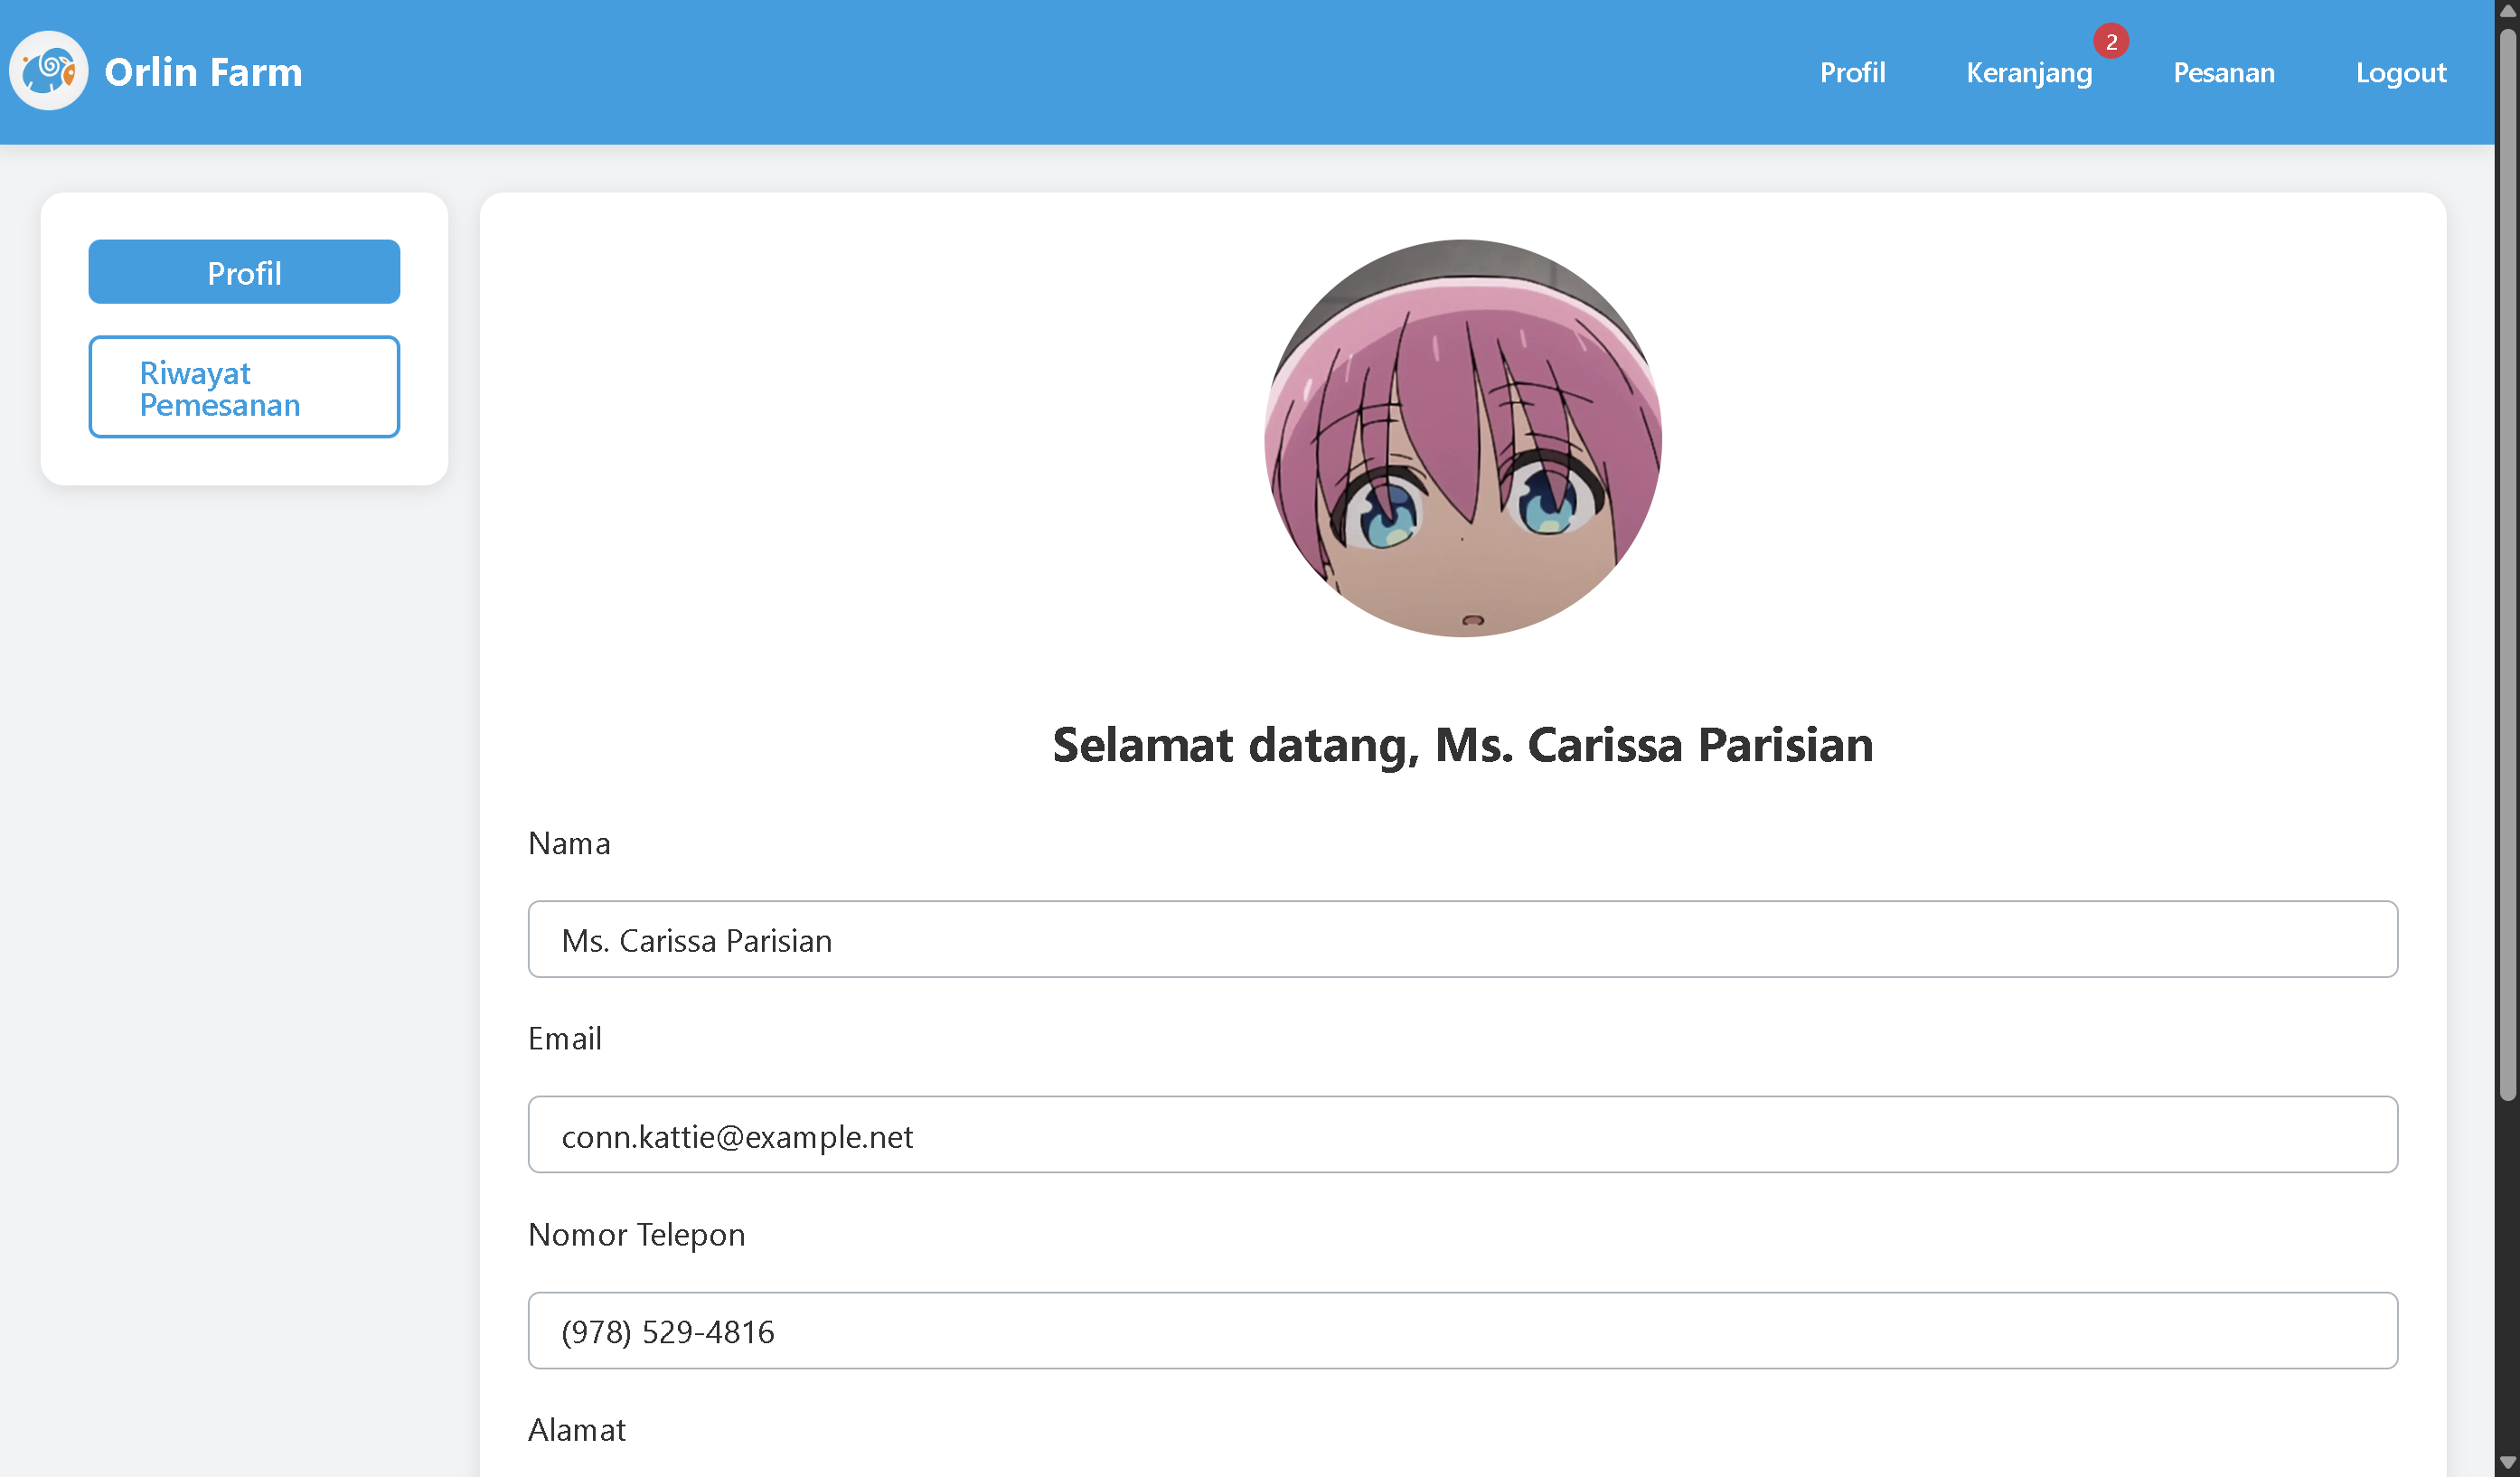 Orlin Farm
Profil
Keranjang
2
Pesanan
Logout
Profil
Riwayat
Pemesanan
Selamat datang, Ms. Carissa Parisian
Nama
Ms. Carissa Parisian
Email
conn.kattie@example.net
Nomor Telepon
(978) 529-4816
Alamat